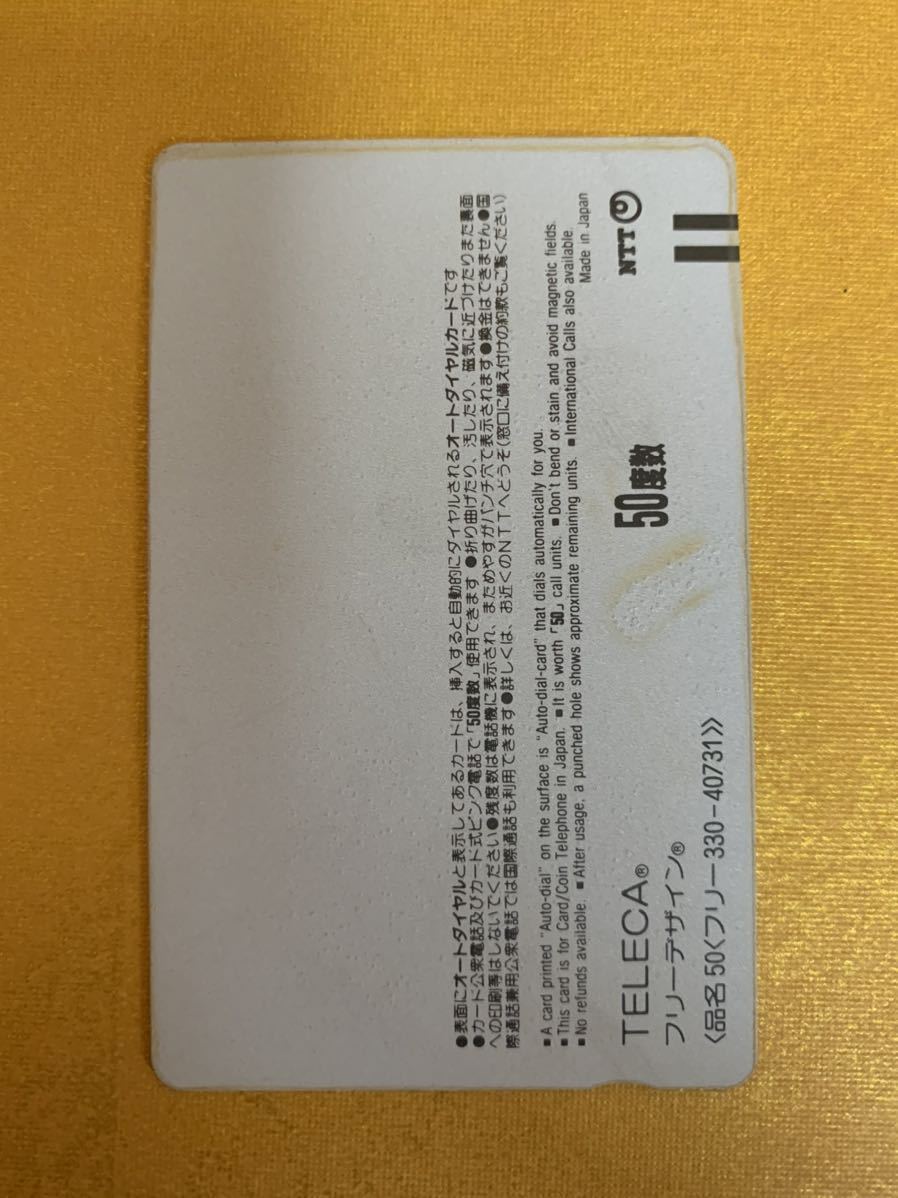 ●表面にオートダイヤルと表示してあるカードは、挿入すると自動的にダイヤルされるオートダイヤルカードです
●カード公衆電話及びカード式ピンク電話で「50度数」使用できます ●折り曲げたり、汚したり、磁気に近づけたりまた裏面
への印刷等はしないでください●残度数は電話機に表示され、まためやすがパンチ穴で表示されます●換金はできません●国
際通話兼用公衆電話では国際通話も利用できます●詳しくは、お近くのNTTへどうぞ(窓口に備え付けの約款もご覧ください)
■A card printed "Auto-dial" on the surface is "Auto-dial-card" that dials automatically for you.
■This card is for Card/Coin Telephone in Japan. ■It is worth「50」call units. ■Don't bend or stain and avoid magnetic fields.
■No refunds available. ■After usage, a punched hole shows approximate remaining units. ■International Calls also available.
Made in Japan
TELECA®
50度数
NTT
フリーデザイン®
〈品名 50〈フリー330-40731〉〉